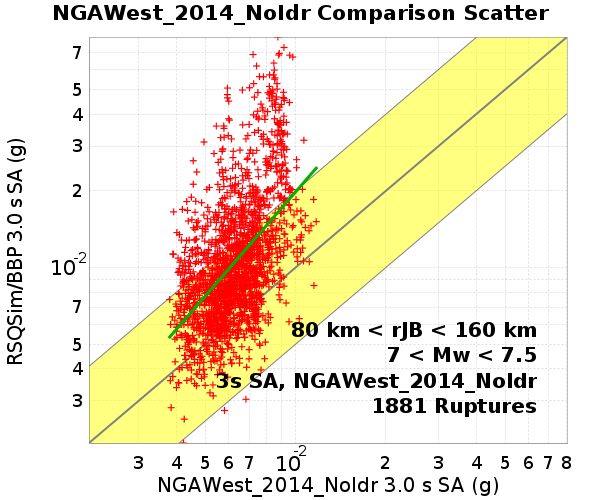 NGAWest_2014_NoIdr Comparison Scatter
7
5
4
3
2
10-2
7
5
4
3
RSQSim/BBP 3.0 s SA (g)
80 km < rJB < 160 km
7 < Mw < 7.5
3s SA, NGAWest_2014_NoIdr
1881 Ruptures
3 4 5 6 7 10-2 2 3 4 5 6 7 8
NGAWest_2014_NoIdr 3.0 s SA (g)